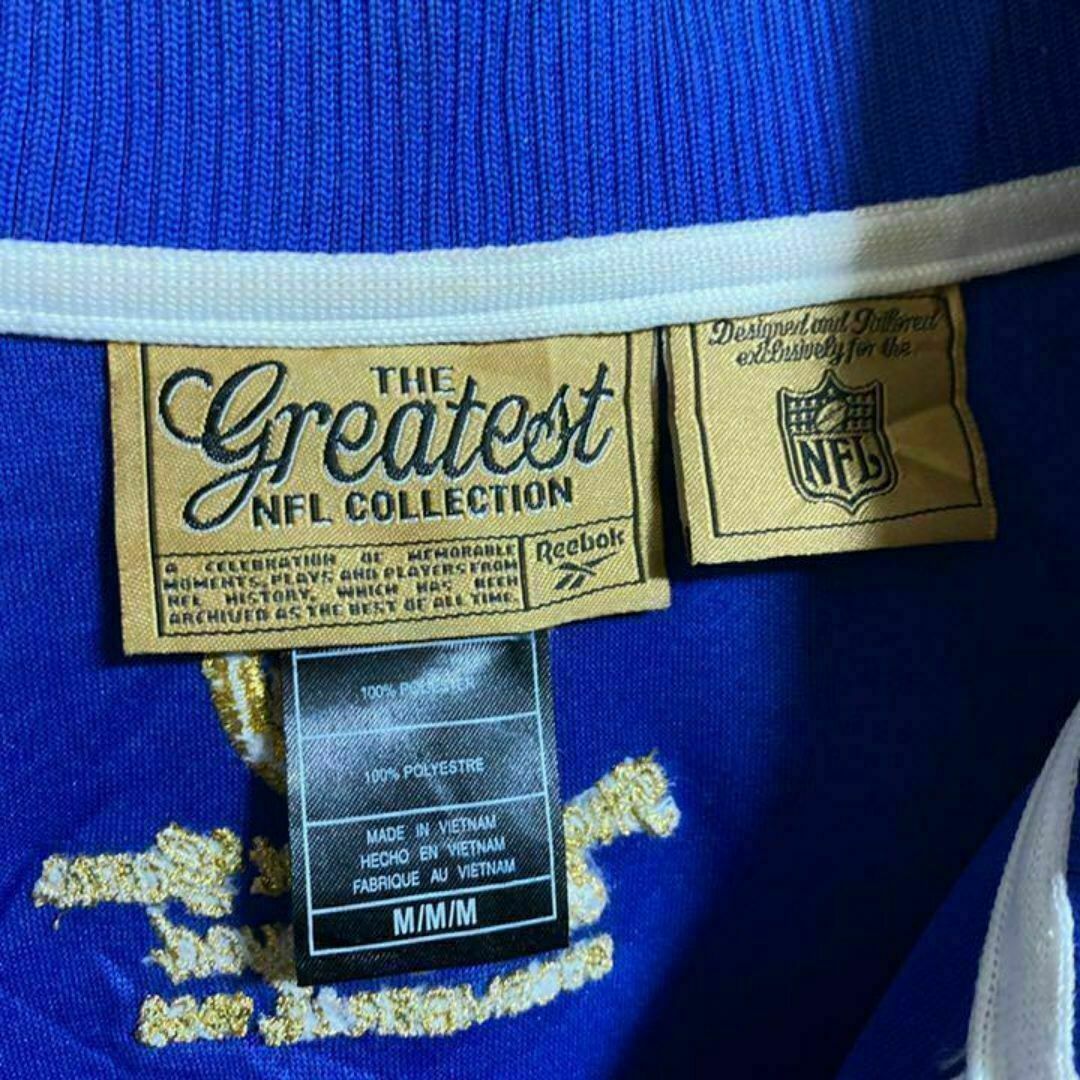 THE
Greatest
NFL COLLECTION
A CELEBRATION OF MEMORABLE
MOMENTS, PLAYS AND PLAYERS FROM
NFL HISTORY, WHICH HAS BEEN
ARCHIVED AS THE BEST OF ALL TIME.
Reebok
Designed and Tailored
exclusively for the
NFL
100% POLYESTER
100% POLYESTRE
MADE IN VIETNAM
HECHO EN VIETNAM
FABRIQUE AU VIETNAM
M/M/M